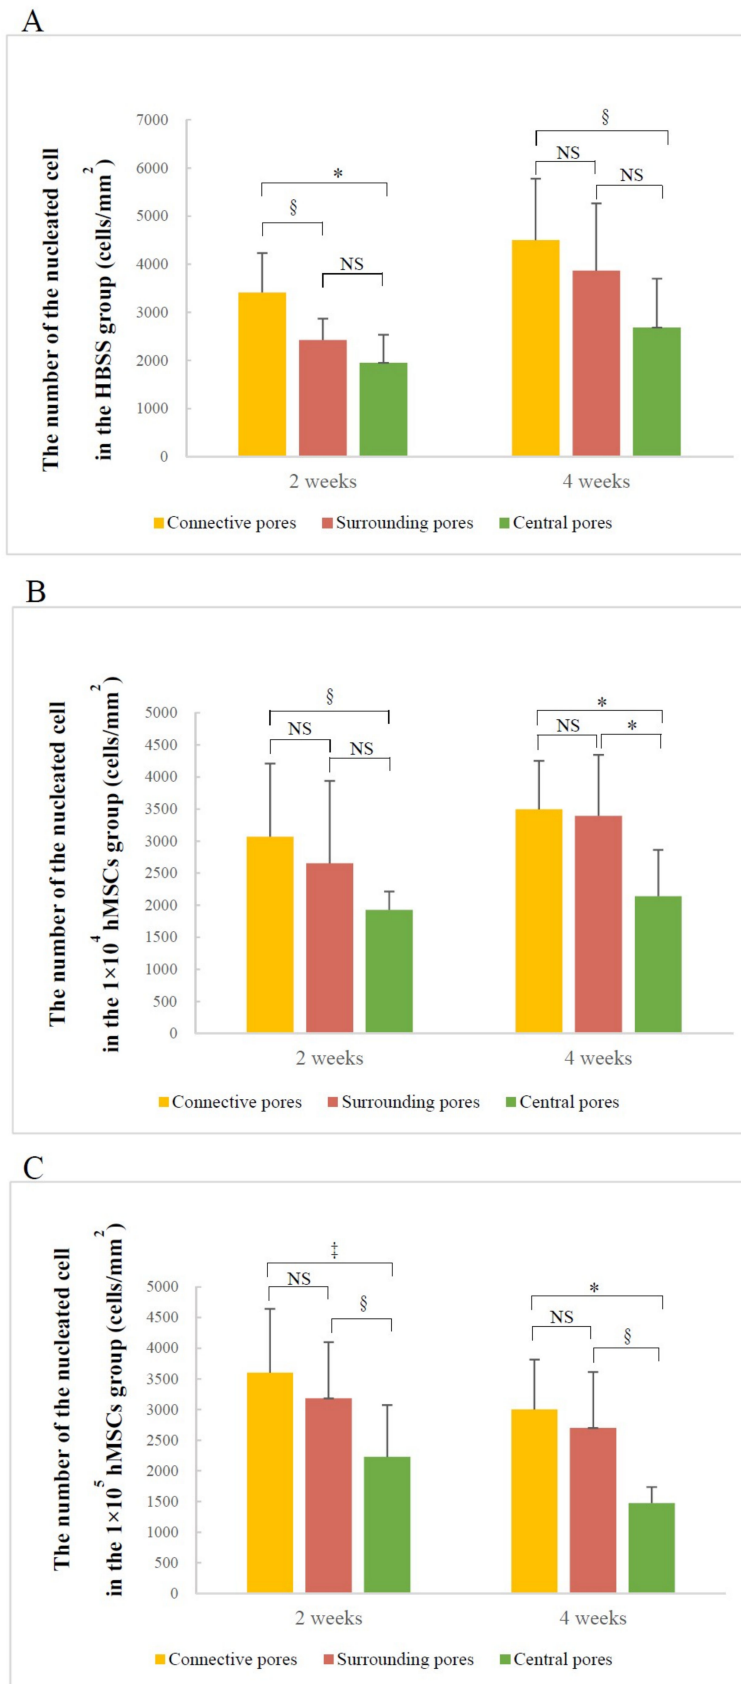 A
The number of the nucleated cell
in the HBSS group (cells/mm²)
7000
6000
5000
4000
3000
2000
1000
0
*
§
NS
§
NS
NS
2 weeks
4 weeks
Connective pores
Surrounding pores
Central pores
B
The number of the nucleated cell
in the 1×10⁴ hMSCs group (cells/mm²)
5000
4500
4000
3500
3000
2500
2000
1500
1000
500
0
§
NS
NS
*
NS
*
2 weeks
4 weeks
Connective pores
Surrounding pores
Central pores
C
The number of the nucleated cell
in the 1×10⁵ hMSCs group (cells/mm²)
5000
4500
4000
3500
3000
2500
2000
1500
1000
500
0
‡
NS
§
*
NS
§
2 weeks
4 weeks
Connective pores
Surrounding pores
Central pores